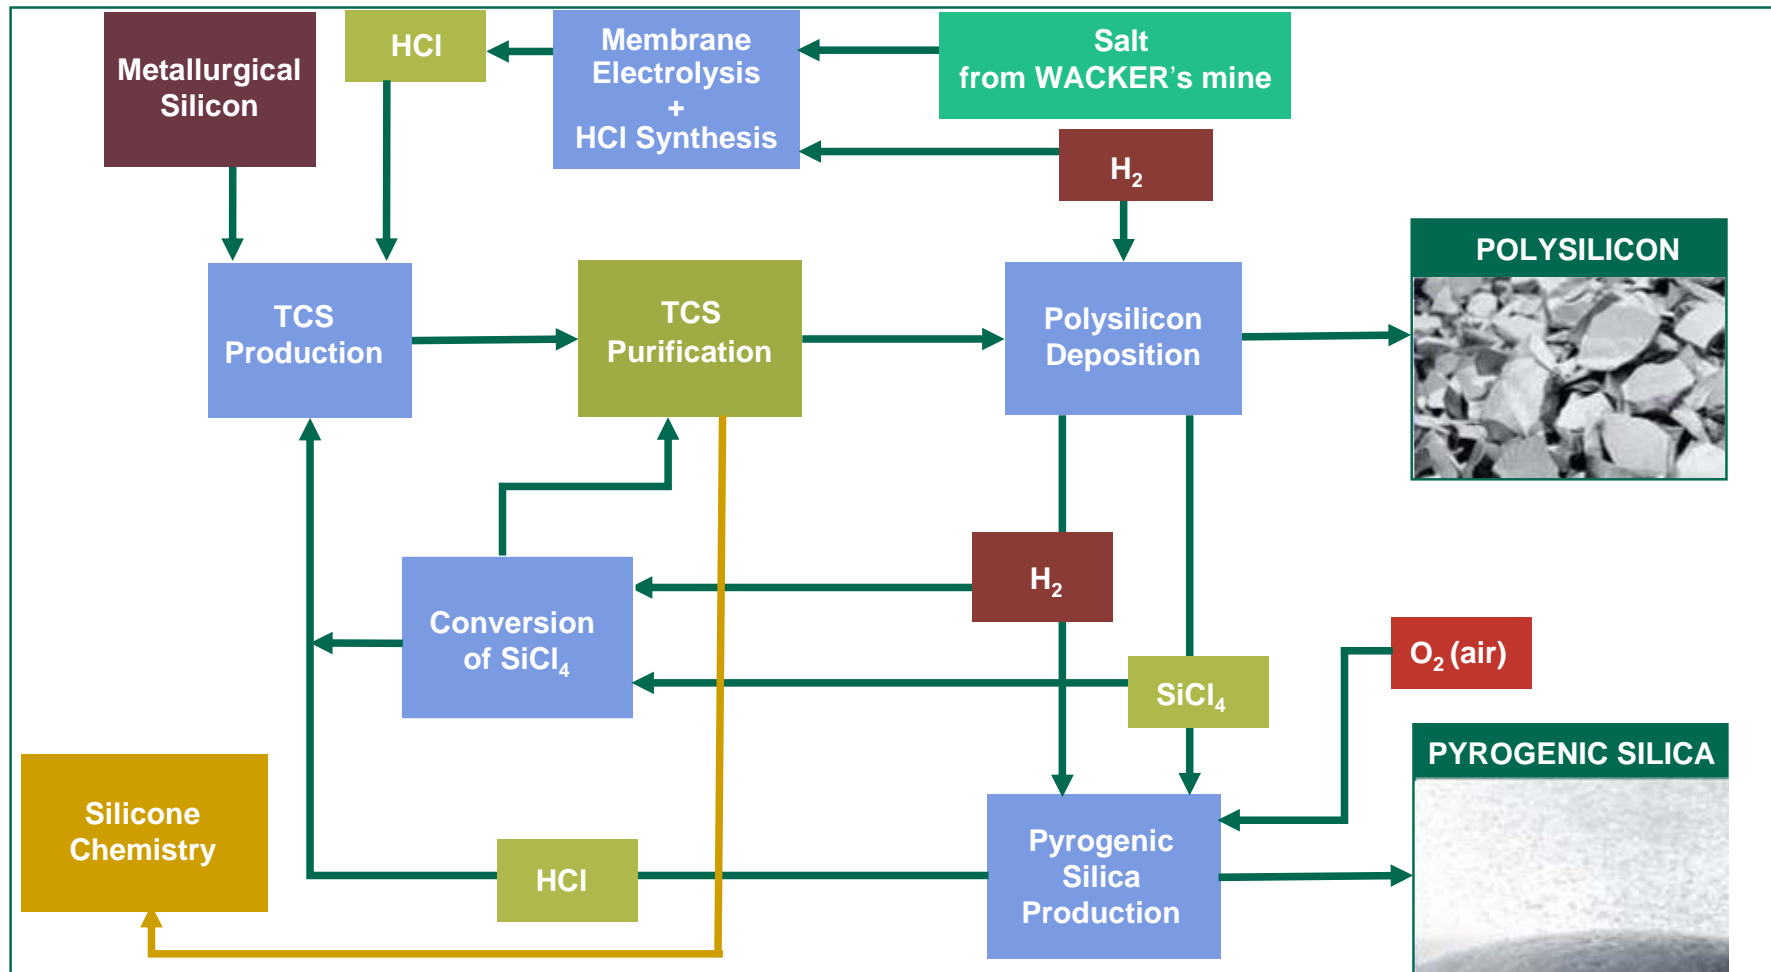 Metallurgical
Silicon
HCl
Membrane
Electrolysis
+
HCl Synthesis
Salt
from WACKER's mine
H₂
POLYSILICON
TCS
Production
TCS
Purification
Polysilicon
Deposition
H₂
Conversion
of SiCl₄
O₂ (air)
SiCl₄
PYROGENIC SILICA
Silicone
Chemistry
HCl
Pyrogenic
Silica
Production